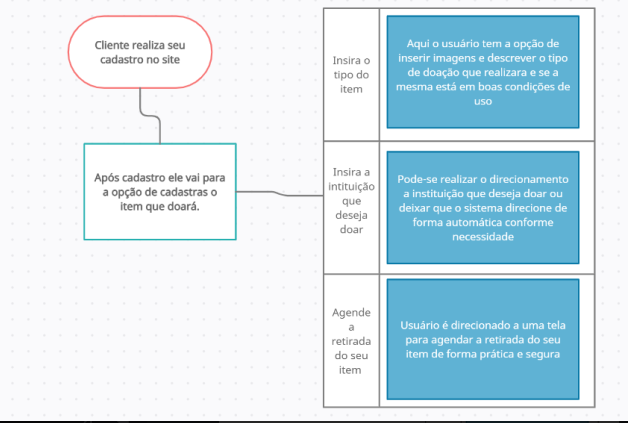 Cliente realiza seu
cadastro no site
Após cadastro ele vai para
a opção de cadastras o
item que doará.
Insira o
tipo do
item
Aqui o usuário tem a opção de
inserir imagens e descrever o tipo
de doação que realizara e se a
mesma está em boas condições de
uso
Insira a
intituição
que
deseja
doar
Pode-se realizar o direcionamento
a instituição que deseja doar ou
deixar que o sistema direcione de
forma automática conforme
necessidade
Agende
a
retirada
do seu
item
Usuário é direcionado a uma tela
para agendar a retirada do seu
item de forma prática e segura